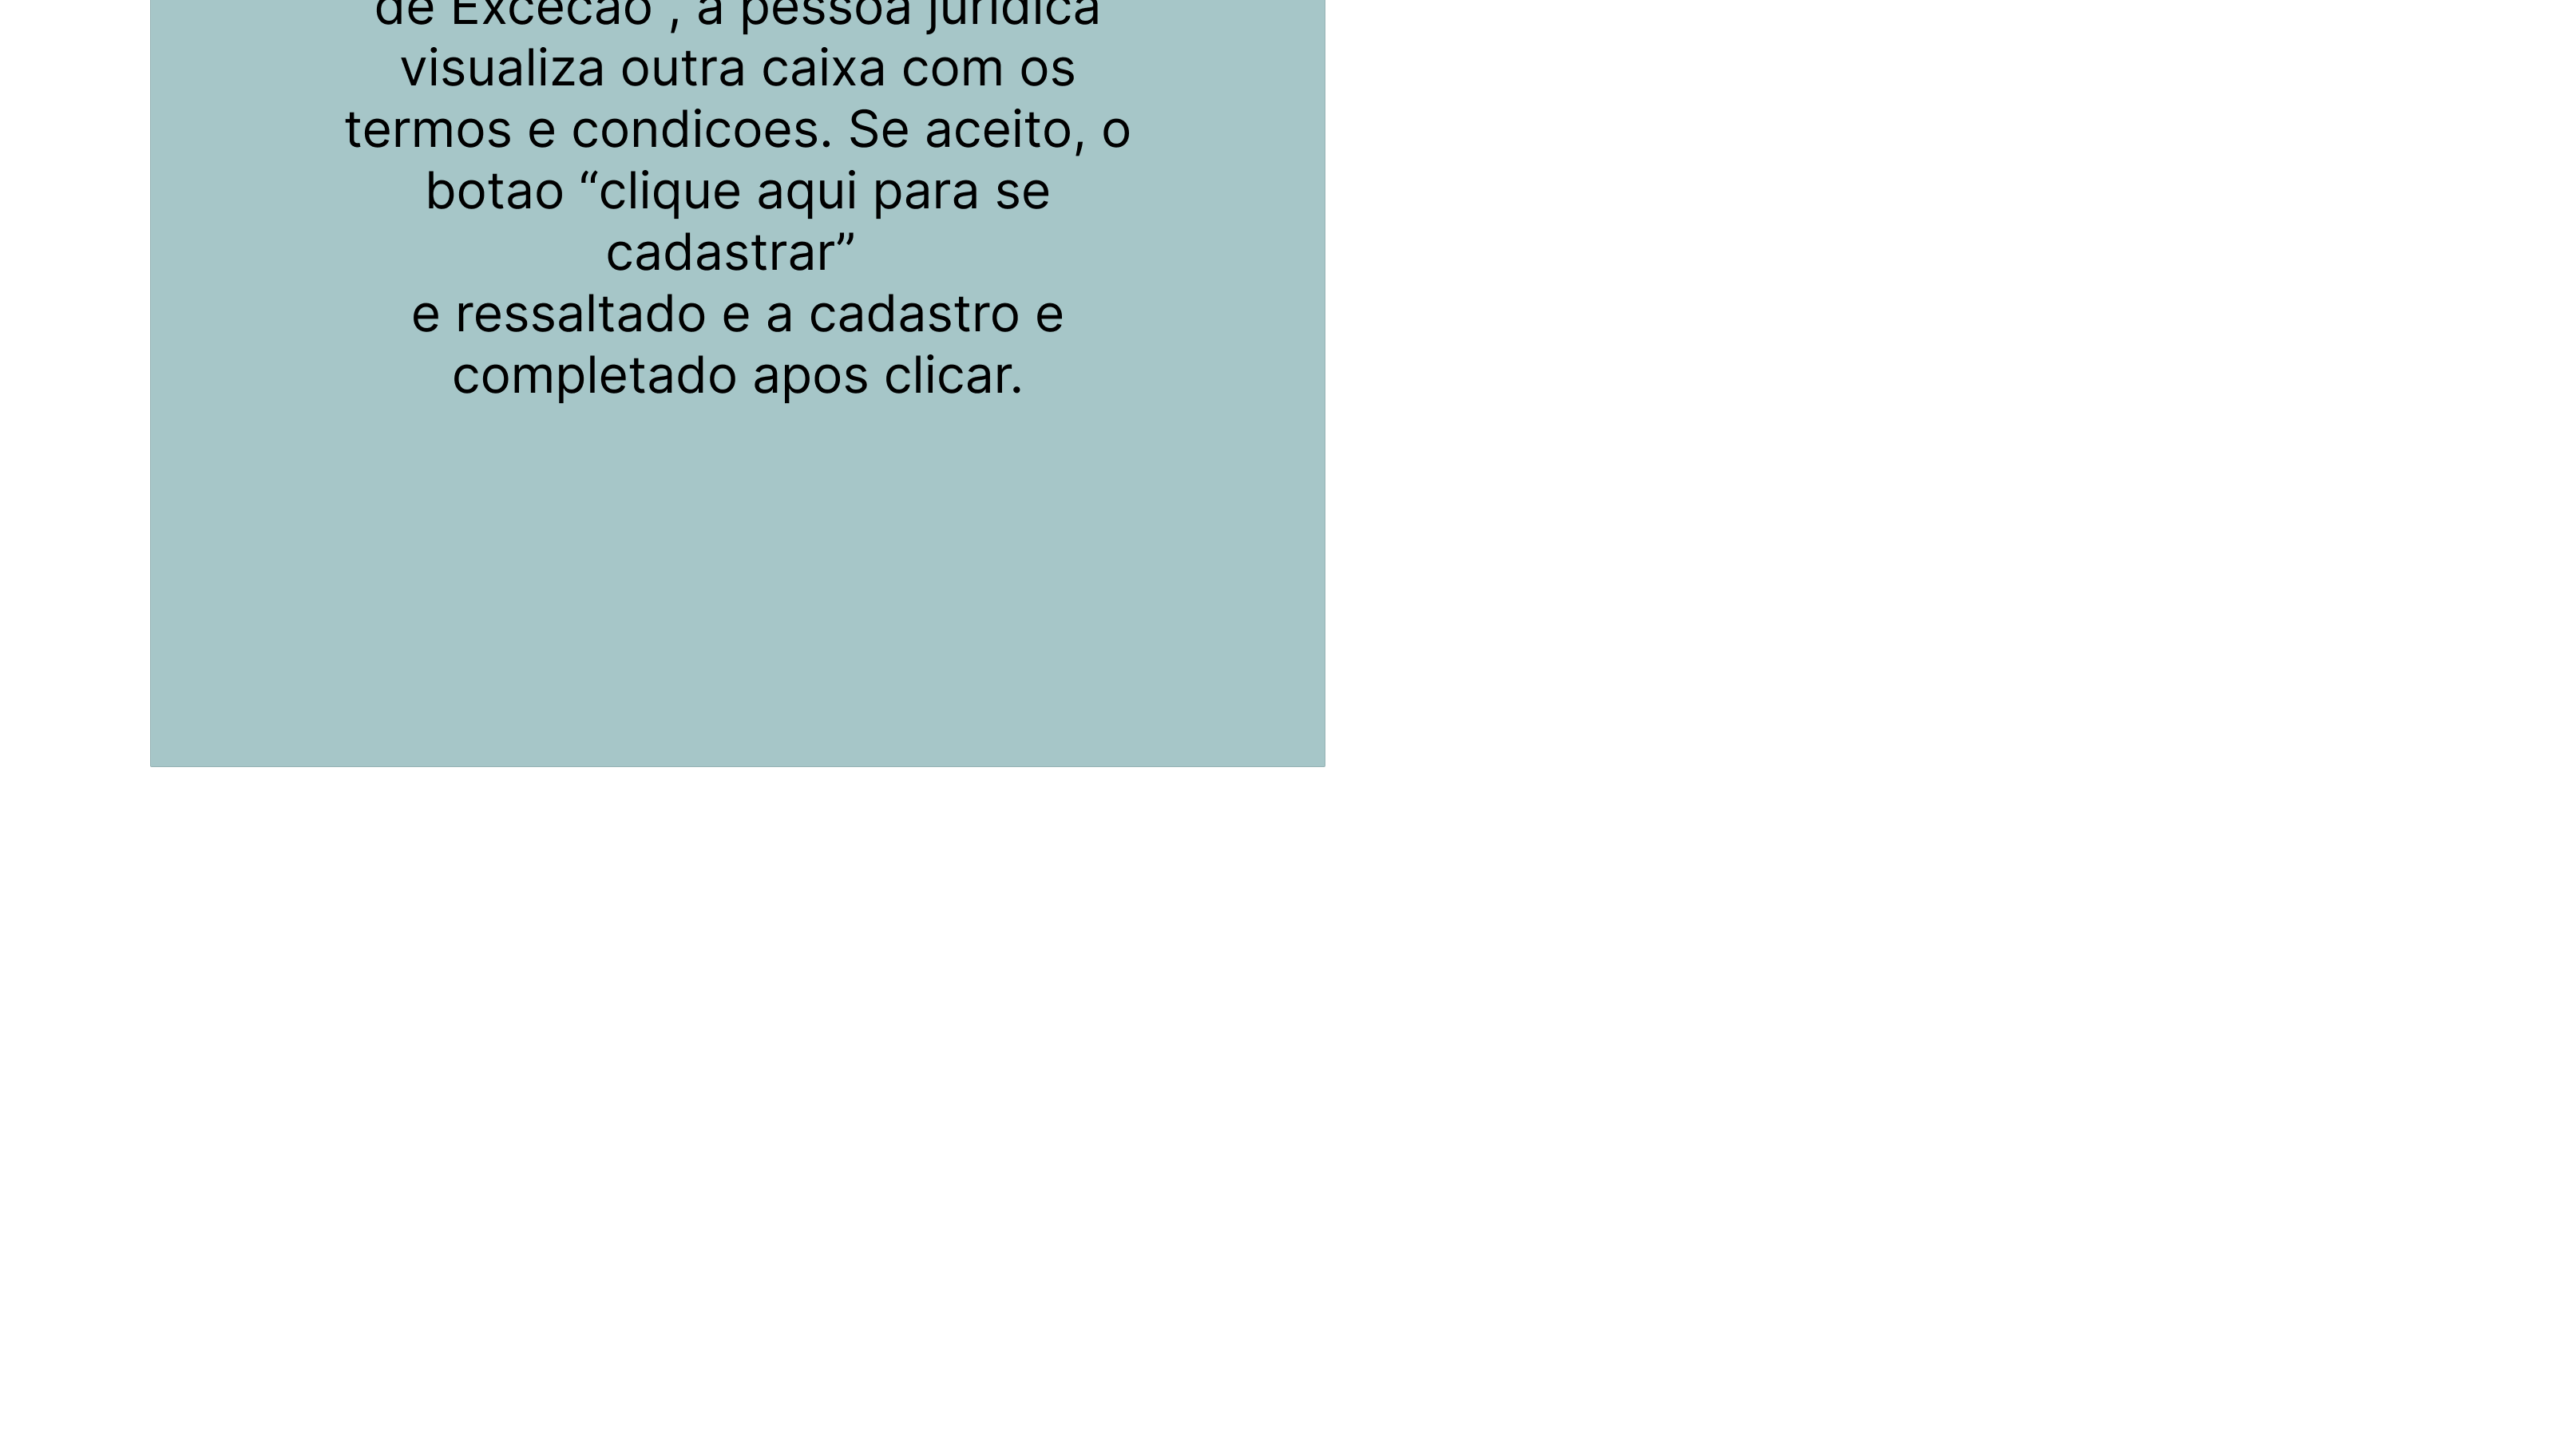 de Excecao , a pessoa juridica
visualiza outra caixa com os
termos e condicoes. Se aceito, o
botao “clique aqui para se
cadastrar”
e ressaltado e a cadastro e
completado apos clicar.